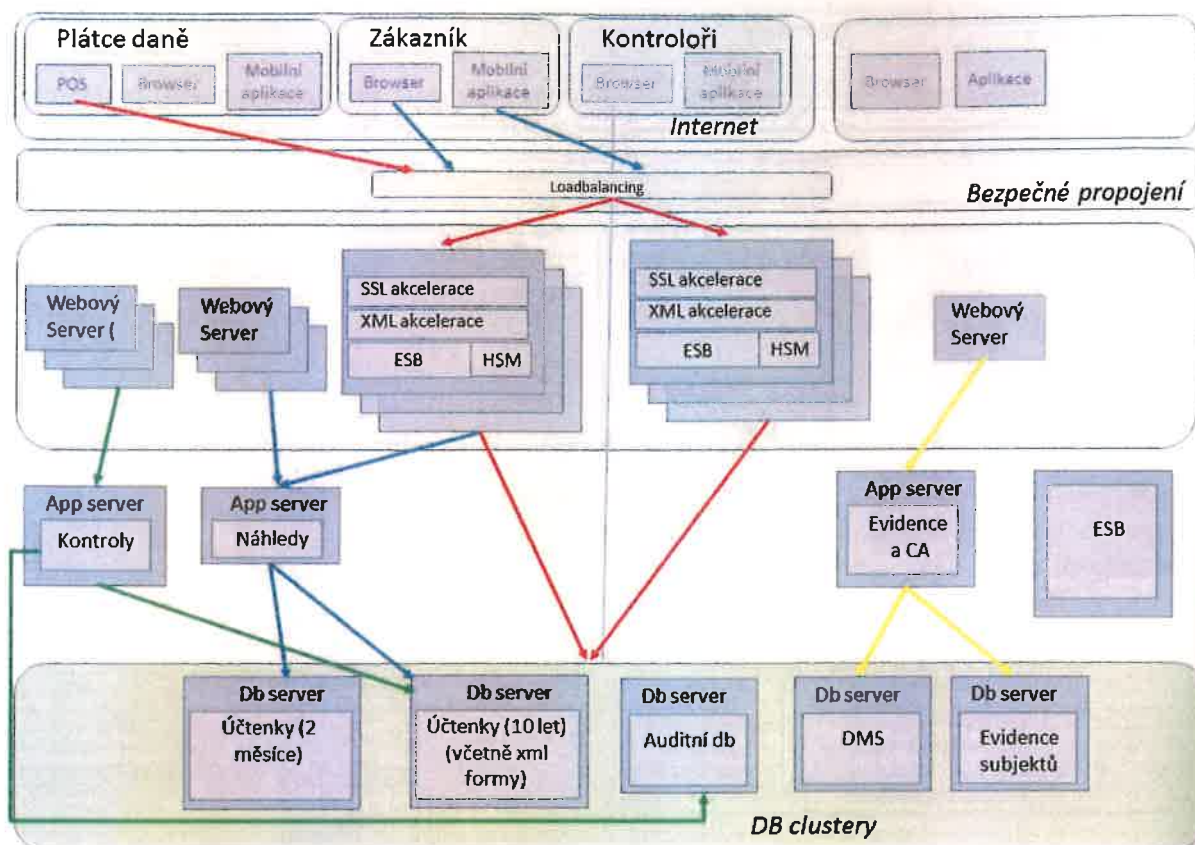 Plátce daně
Zákazník
Kontroloři
POS
Browser
Mobilní
aplikace
Browser
Mobilní
aplikace
Browser
Mobilní
aplikace
Browser
Aplikace
Internet
Loadbalancing
Bezpečné propojení
Webový
Server (
Webový
Server
SSL akcelerace
XML akcelerace
ESB
HSM
SSL akcelerace
XML akcelerace
ESB
HSM
Webový
Server
App server
Kontroly
App server
Náhledy
App server
Evidence
a CA
ESB
Db server
Účtenky (2
měsíce)
Db server
Účtenky (10 let)
(včetně xml
formy)
Db server
Auditní db
Db server
DMS
Db server
Evidence
subjektů
DB clustery